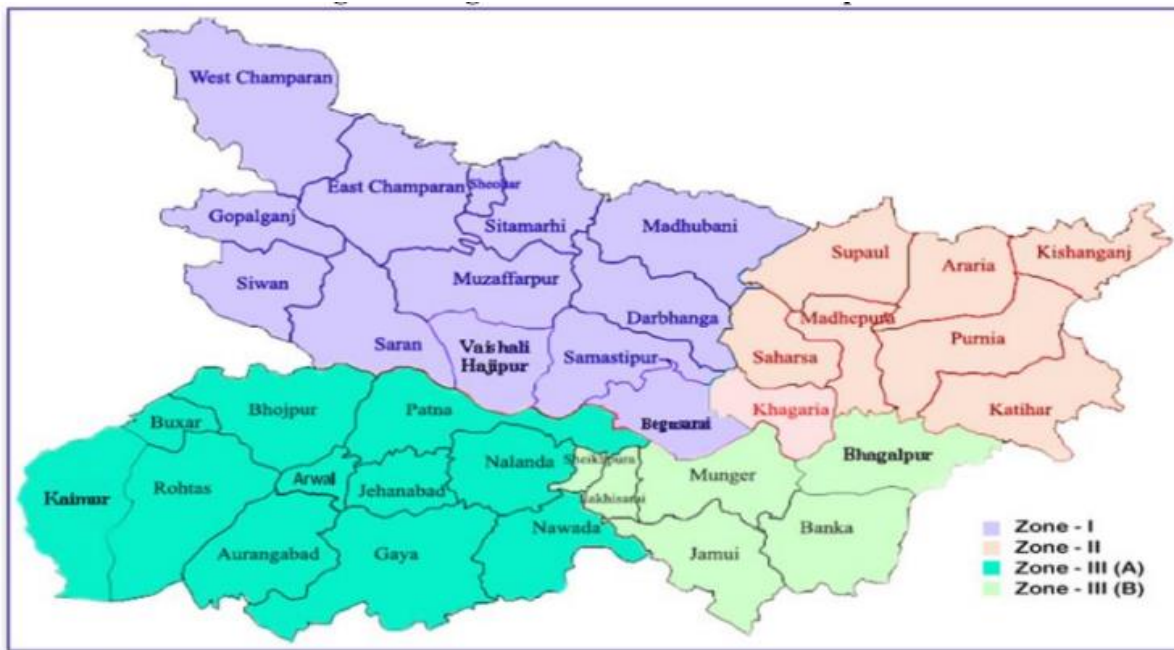 West Champaran
East Champaran
Sheohar
Gopalganj
Sitamarhi
Madhubani
Supaul
Araria
Kishanganj
Siwan
Muzaffarpur
Darbhanga
Madhepura
Purnia
Saran
Vaishali
Hajipur
Samastipur
Saharsa
Begusarai
Khagaria
Katihar
Buxar
Bhojpur
Patna
Nalanda
Sheikhpura
Munger
Bhagalpur
Kaimur
Rohtas
Arwal
Jehanabad
Lakhisarai
Nawada
Banka
Aurangabad
Gaya
Jamui
Zone - I
Zone - II
Zone - III (A)
Zone - III (B)